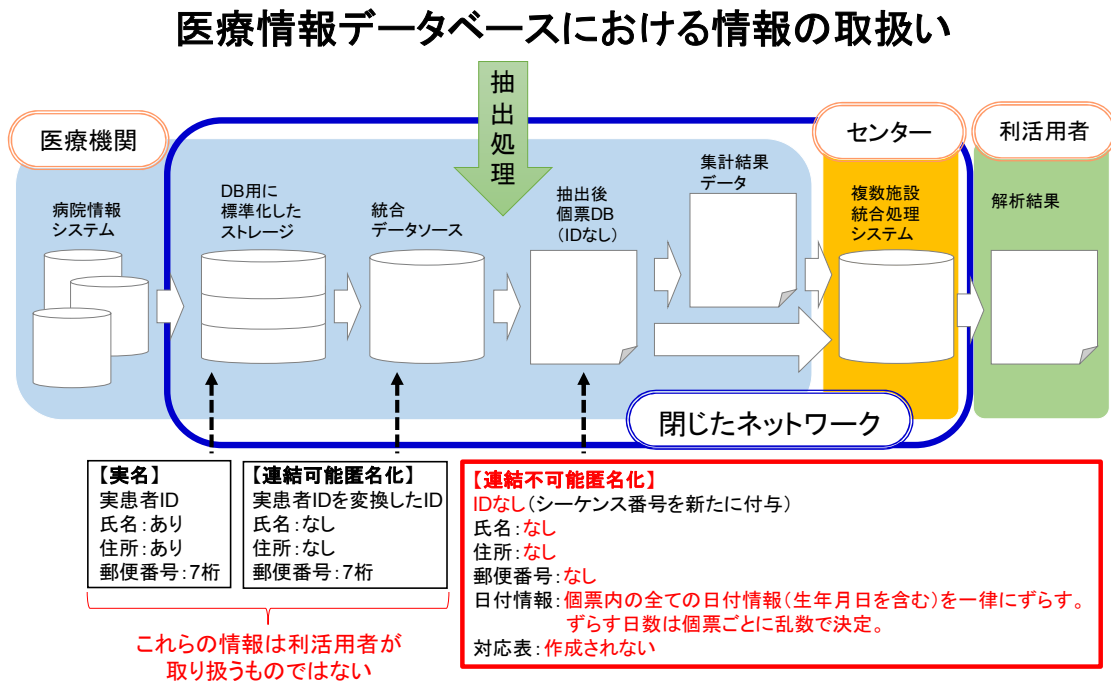 医療情報データベースにおける情報の取扱い
抽
出
処
理
医療機関
センター
利活用者
病院情報
システム
DB用に
標準化した
ストレージ
統合
データソース
抽出後
個票DB
（IDなし）
集計結果
データ
複数施設
統合処理
システム
解析結果
閉じたネットワーク
【実名】
実患者ID
氏名：あり
住所：あり
郵便番号：7桁
【連結可能匿名化】
実患者IDを変換したID
氏名：なし
住所：なし
郵便番号：7桁
【連結不可能匿名化】
IDなし（シーケンス番号を新たに付与）
氏名：なし
住所：なし
郵便番号：なし
日付情報：個票内の全ての日付情報（生年月日を含む）を一律にずらす。
ずらす日数は個票ごとに乱数で決定。
対応表：作成されない
これらの情報は利活用者が
取り扱うものではない